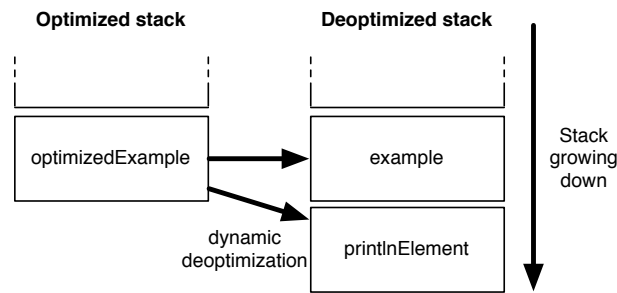 Optimized stack
Deoptimized stack
optimizedExample
example
Stack
growing
down
dynamic
deoptimization
printlnElement